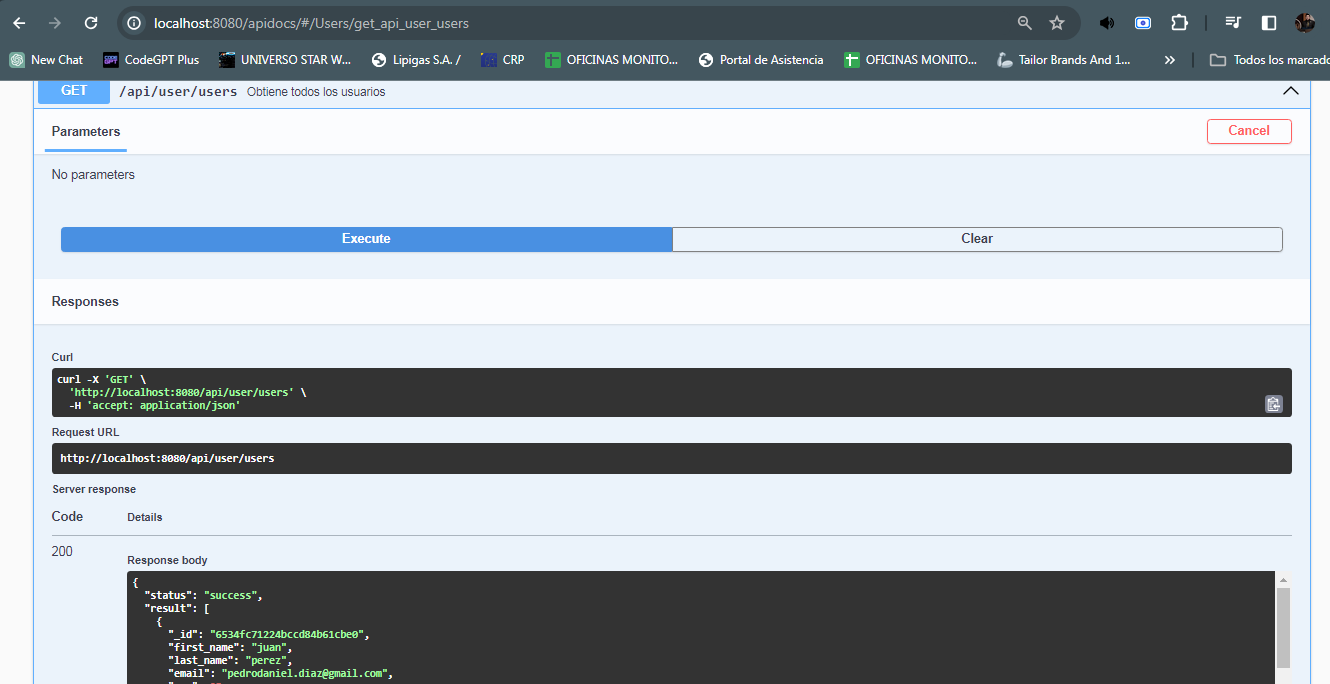 localhost:8080/apidocs/#/Users/get_api_user_users
New Chat CodeGPT Plus UNIVERSO STAR W... Lipigas S.A. / CRP OFICINAS MONITO... Portal de Asistencia OFICINAS MONITO... Tailor Brands And 1... » Todos los marcado
GET /api/user/users Obtiene todos los usuarios
Parameters Cancel
No parameters
Execute Clear
Responses
Curl
curl -X 'GET' \
'http://localhost:8080/api/user/users' \
-H 'accept: application/json'
Request URL
http://localhost:8080/api/user/users
Server response
Code Details
200
Response body
{
"status": "success",
"result": [
{
"_id": "6534fc71224bccd84b61cbe0",
"first_name": "juan",
"last_name": "perez",
"email": "pedrodaniel.diaz@gmail.com",